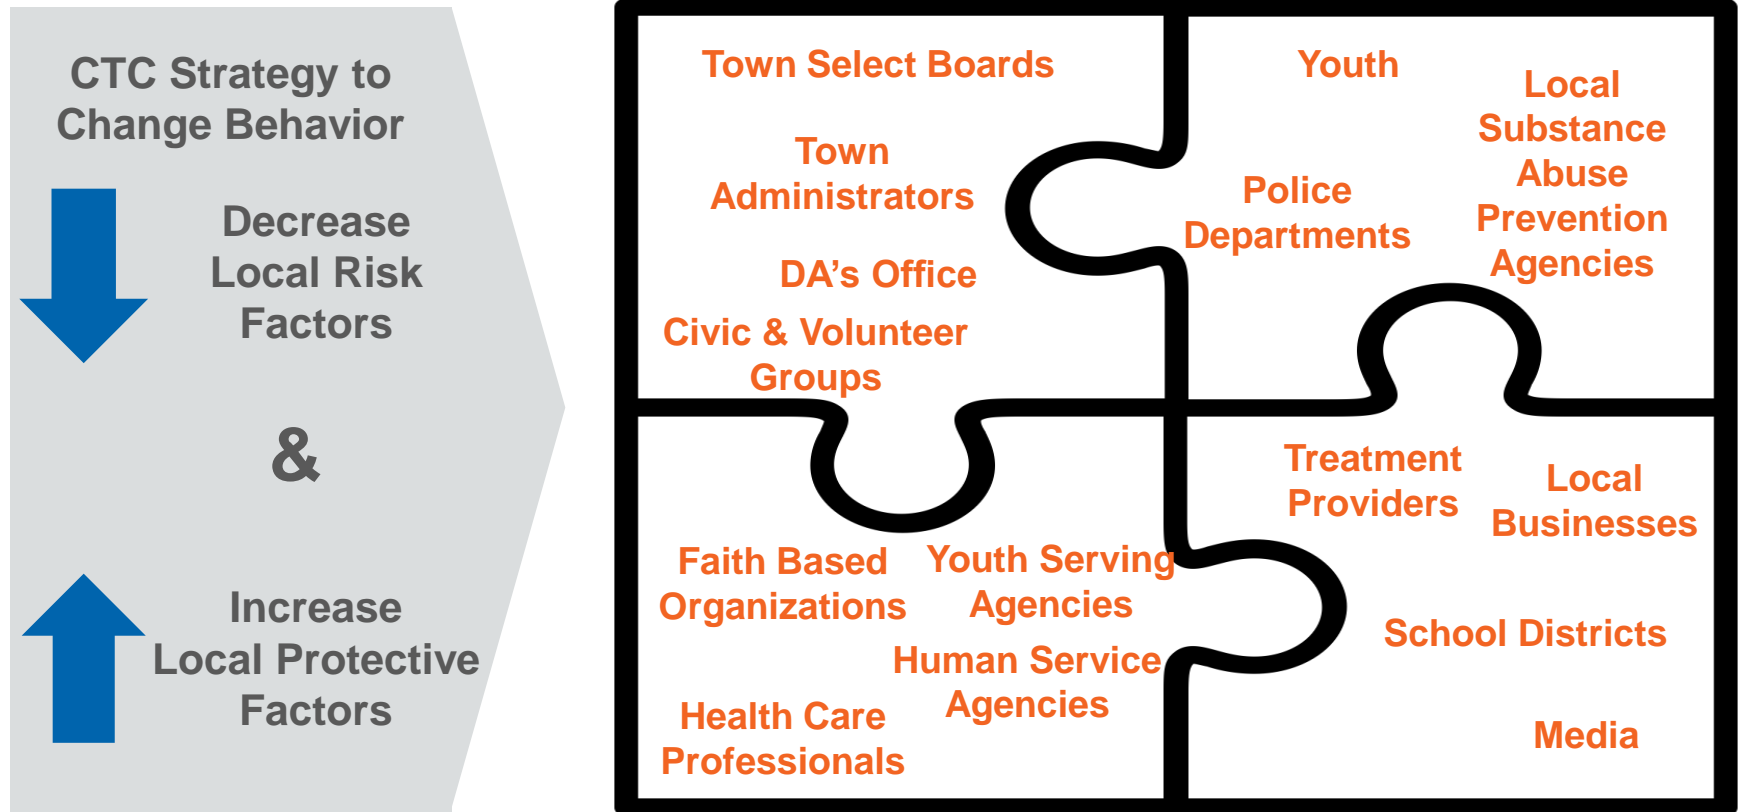 CTC Strategy to
Change Behavior
Decrease
Local Risk
Factors
&
Increase
Local Protective
Factors
Town Select Boards
Town
Administrators
DA’s Office
Civic & Volunteer
Groups
Youth
Local
Substance
Abuse
Prevention
Agencies
Police
Departments
Faith Based
Organizations
Youth Serving
Agencies
Human Service
Agencies
Health Care
Professionals
Treatment
Providers
Local
Businesses
School Districts
Media